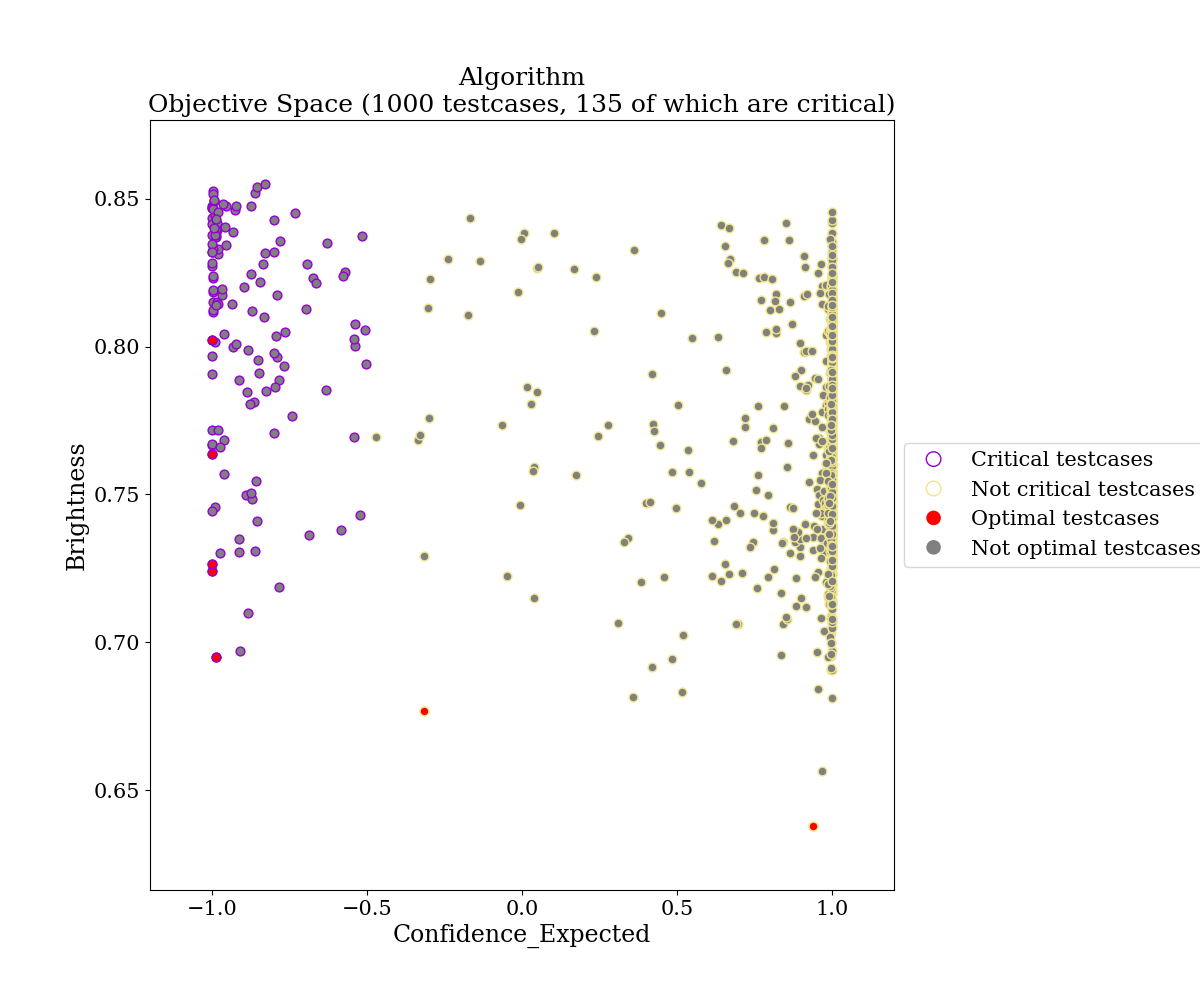 Algorithm
Objective Space (1000 testcases, 135 of which are critical)
0.85
0.80
0.75
0.70
0.65
Brightness
−1.0
−0.5
0.0
0.5
1.0
Confidence_Expected
Critical testcases
Not critical testcases
Optimal testcases
Not optimal testcases